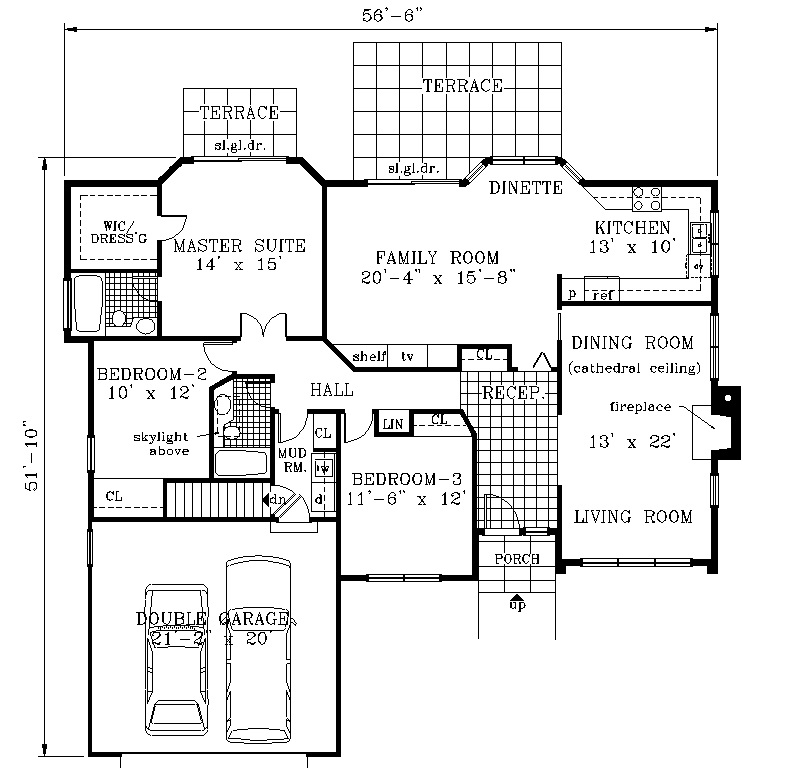 56'-6"
TERRACE
TERRACE
sl.gl.dr.
sl.gl.dr.
DINETTE
WIC/
DRESS'G
MASTER SUITE
14' x 15'
FAMILY ROOM
20'-4" x 15'-8"
KITCHEN
13' x 10'
p
ref
dw
shelf
tv
CL
DINING ROOM
(cathedral ceiling)
BEDROOM-2
10' x 12'
HALL
RECEP.
fireplace
13' x 22'
skylight
above
CL
LIN
CL
MUD
RM.
w
d
BEDROOM-3
11'-6" x 12'
CL
dn
LIVING ROOM
PORCH
up
51'-10"
DOUBLE GARAGE
21'-2" x 20'